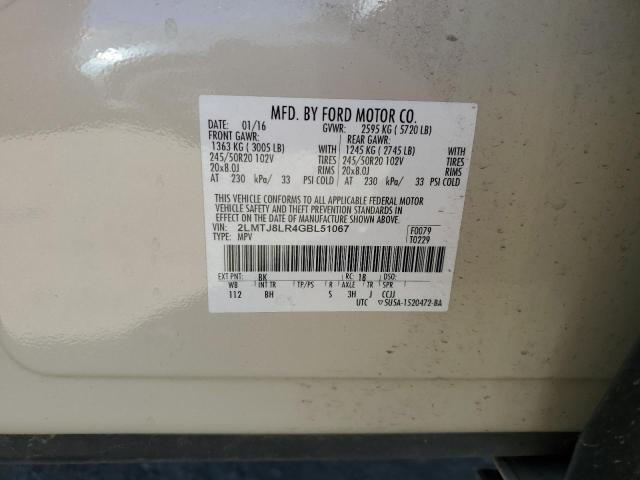 MFD. BY FORD MOTOR CO.
DATE: 01/16 GVWR: 2595 KG ( 5720 LB)
FRONT GAWR: REAR GAWR:
1363 KG ( 3005 LB) WITH 1245 KG ( 2745 LB) WITH
245/50R20 102V TIRES 245/50R20 102V TIRES
20x8.0J RIMS 20x8.0J RIMS
AT 230 kPa/ 33 PSI COLD AT 230 kPa/ 33 PSI COLD
THIS VEHICLE CONFORMS TO ALL APPLICABLE FEDERAL MOTOR
VEHICLE SAFETY AND THEFT PREVENTION STANDARDS IN
EFFECT ON THE DATE OF MANUFACTURE SHOWN ABOVE.
VIN: 2LMTJ8LR4GBL51067 F0079
TYPE: MPV T0229
EXT PNT: BK RC: 18 DSO:
WB INT TR TP/PS R AXLE TR SPR
112 BH S 3H J CCJJ
UTC 5U5A-1520472-BA